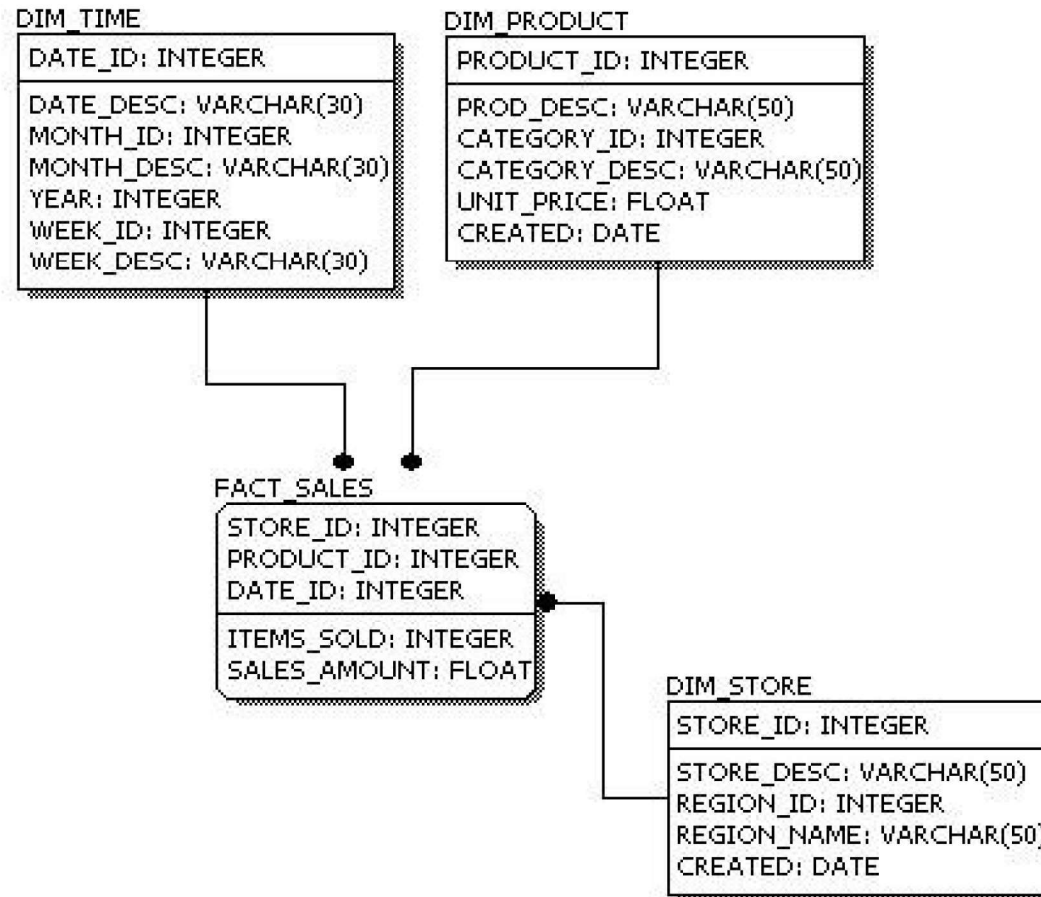 DIM_TIME
DATE_ID: INTEGER
DATE_DESC: VARCHAR(30)
MONTH_ID: INTEGER
MONTH_DESC: VARCHAR(30)
YEAR: INTEGER
WEEK_ID: INTEGER
WEEK_DESC: VARCHAR(30)
DIM_PRODUCT
PRODUCT_ID: INTEGER
PROD_DESC: VARCHAR(50)
CATEGORY_ID: INTEGER
CATEGORY_DESC: VARCHAR(50)
UNIT_PRICE: FLOAT
CREATED: DATE
FACT_SALES
STORE_ID: INTEGER
PRODUCT_ID: INTEGER
DATE_ID: INTEGER
ITEMS_SOLD: INTEGER
SALES_AMOUNT: FLOAT
DIM_STORE
STORE_ID: INTEGER
STORE_DESC: VARCHAR(50)
REGION_ID: INTEGER
REGION_NAME: VARCHAR(50)
CREATED: DATE